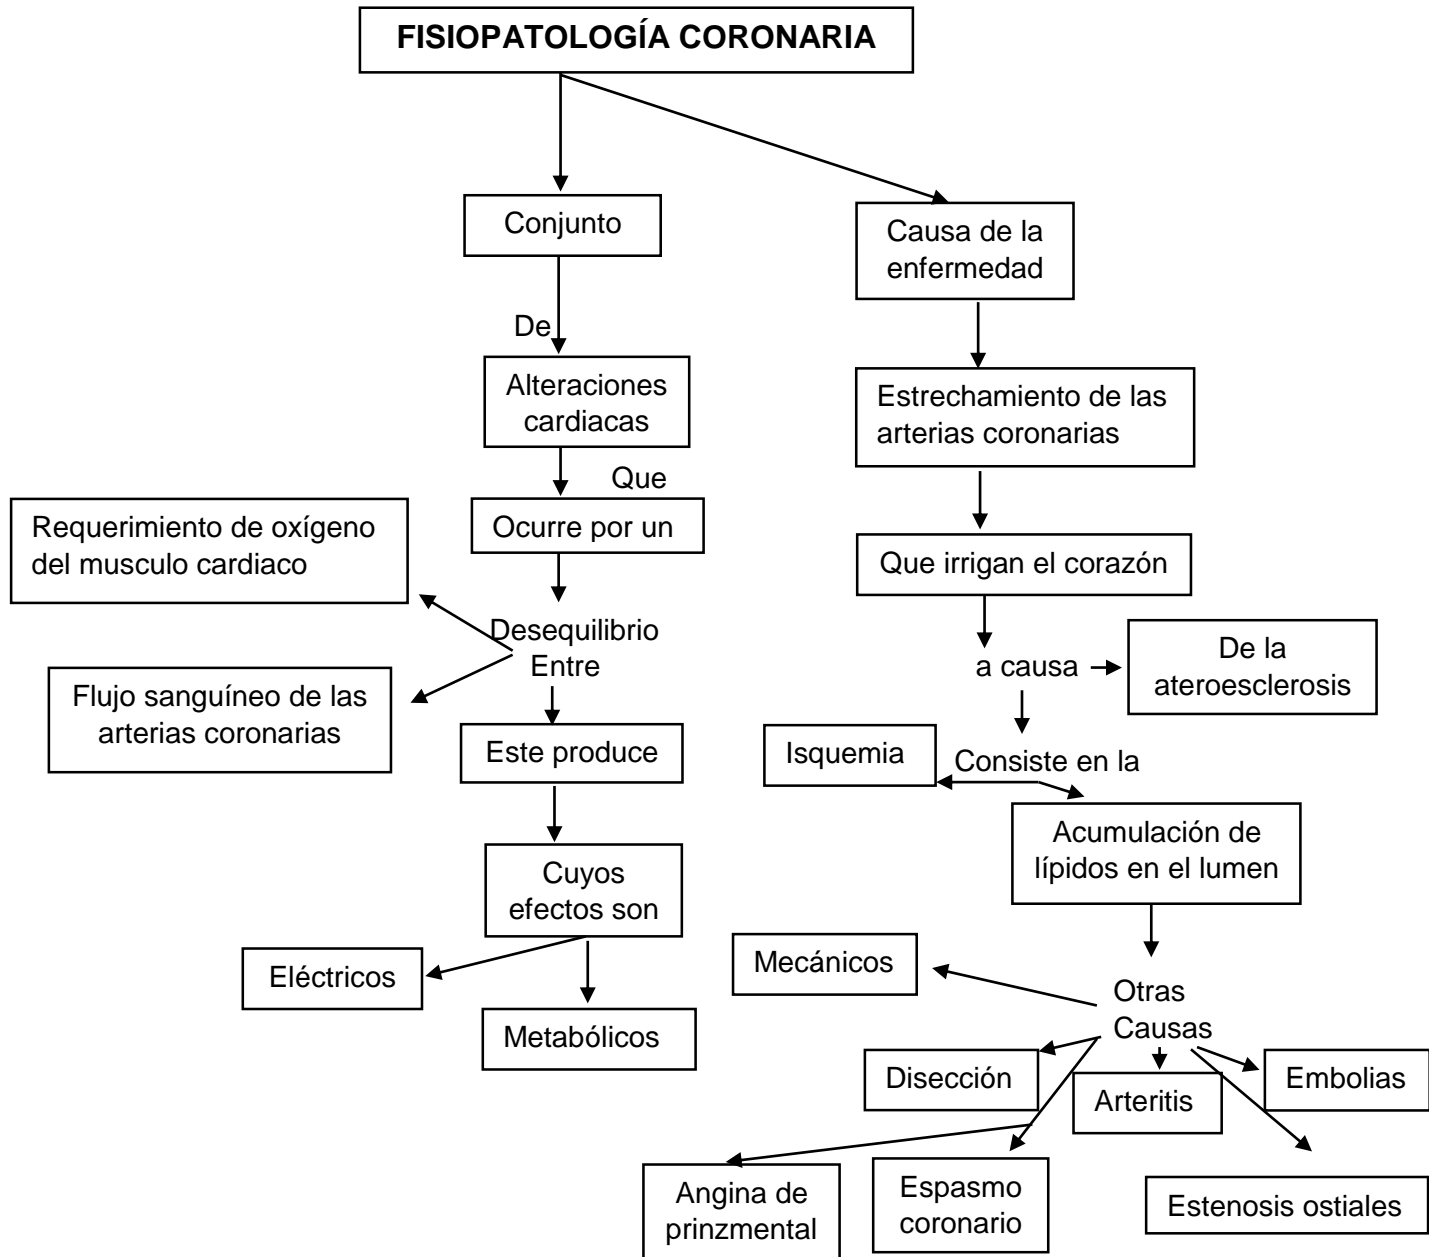 FISIOPATOLOGÍA CORONARIA
Conjunto
De
Alteraciones
cardiacas
Que
Ocurre por un
Desequilibrio
Entre
Requerimiento de oxígeno
del musculo cardiaco
Flujo sanguíneo de las
arterias coronarias
Este produce
Cuyos
efectos son
Eléctricos
Metabólicos
Causa de la
enfermedad
Estrechamiento de las
arterias coronarias
Que irrigan el corazón
a causa
De la
ateroesclerosis
Consiste en la
Isquemia
Acumulación de
lípidos en el lumen
Otras
Causas
Mecánicos
Disección
Arteritis
Embolias
Angina de
prinzmental
Espasmo
coronario
Estenosis ostiales